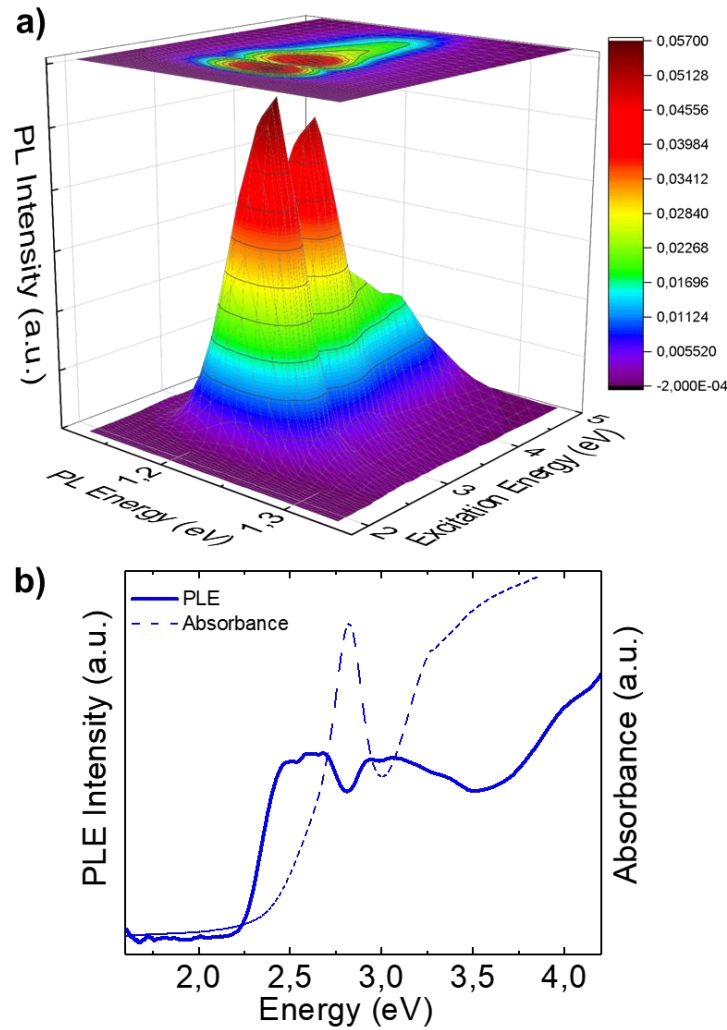 a)
0,05700
0,05128
0,04556
0,03984
0,03412
0,02840
0,02268
0,01696
0,01124
0,005520
-2,000E-04
PL Intensity (a.u.)
1,2
1,3
PL Energy (eV)
2
3
4
5
Excitation Energy (eV)
b)
PLE
Absorbance
PLE Intensity (a.u.)
Absorbance (a.u.)
2,0 2,5 3,0 3,5 4,0
Energy (eV)